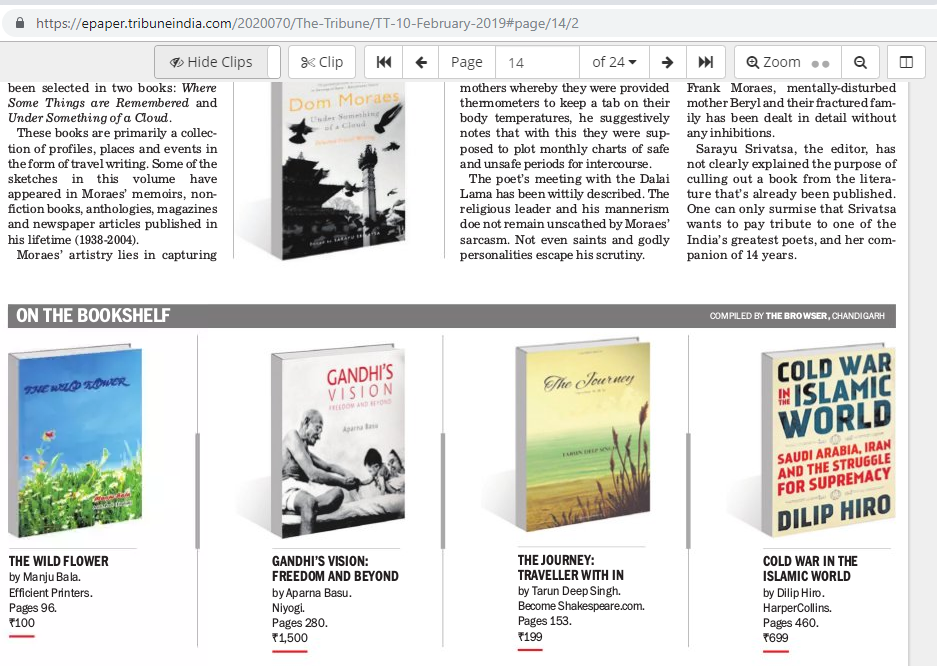 https://epaper.tribuneindia.com/2020070/The-Tribune/TT-10-February-2019#page/14/2
Hide Clips
Clip
Page
14
of 24
Zoom
been selected in two books: Where
Some Things are Remembered and
Under Something of a Cloud.
These books are primarily a collec-
tion of profiles, places and events in
the form of travel writing. Some of the
sketches in this volume have
appeared in Moraes' memoirs, non-
fiction books, anthologies, magazines
and newspaper articles published in
his lifetime (1938-2004).
Moraes' artistry lies in capturing
Dom Moraes
Under Something
of a Cloud
mothers whereby they were provided
thermometers to keep a tab on their
body temperatures, he suggestively
notes that with this they were sup-
posed to plot monthly charts of safe
and unsafe periods for intercourse.
The poet's meeting with the Dalai
Lama has been wittily described. The
religious leader and his mannerism
doe not remain unscathed by Moraes'
sarcasm. Not even saints and godly
personalities escape his scrutiny.
Frank Moraes, mentally-disturbed
mother Beryl and their fractured fam-
ily has been dealt in detail without
any inhibitions.
Sarayu Srivatsa, the editor, has
not clearly explained the purpose of
culling out a book from the litera-
ture that's already been published.
One can only surmise that Srivatsa
wants to pay tribute to one of the
India's greatest poets, and her com-
panion of 14 years.
ON THE BOOKSHELF
COMPILED BY THE BROWSER, CHANDIGARH
THE WILD FLOWER
Manju Bala
THE WILD FLOWER
by Manju Bala.
Efficient Printers.
Pages 96.
₹100
GANDHI'S
VISION
FREEDOM AND BEYOND
Aparna Basu
GANDHI'S VISION:
FREEDOM AND BEYOND
by Aparna Basu.
Niyogi.
Pages 280.
₹1,500
The Journey
TARUN DEEP SINGH
THE JOURNEY:
TRAVELLER WITH IN
by Tarun Deep Singh.
Become Shakespeare.com.
Pages 153.
₹199
COLD WAR
IN THE ISLAMIC
WORLD
SAUDI ARABIA, IRAN
AND THE STRUGGLE
FOR SUPREMACY
DILIP HIRO
COLD WAR IN THE
ISLAMIC WORLD
by Dilip Hiro.
HarperCollins.
Pages 460.
₹699